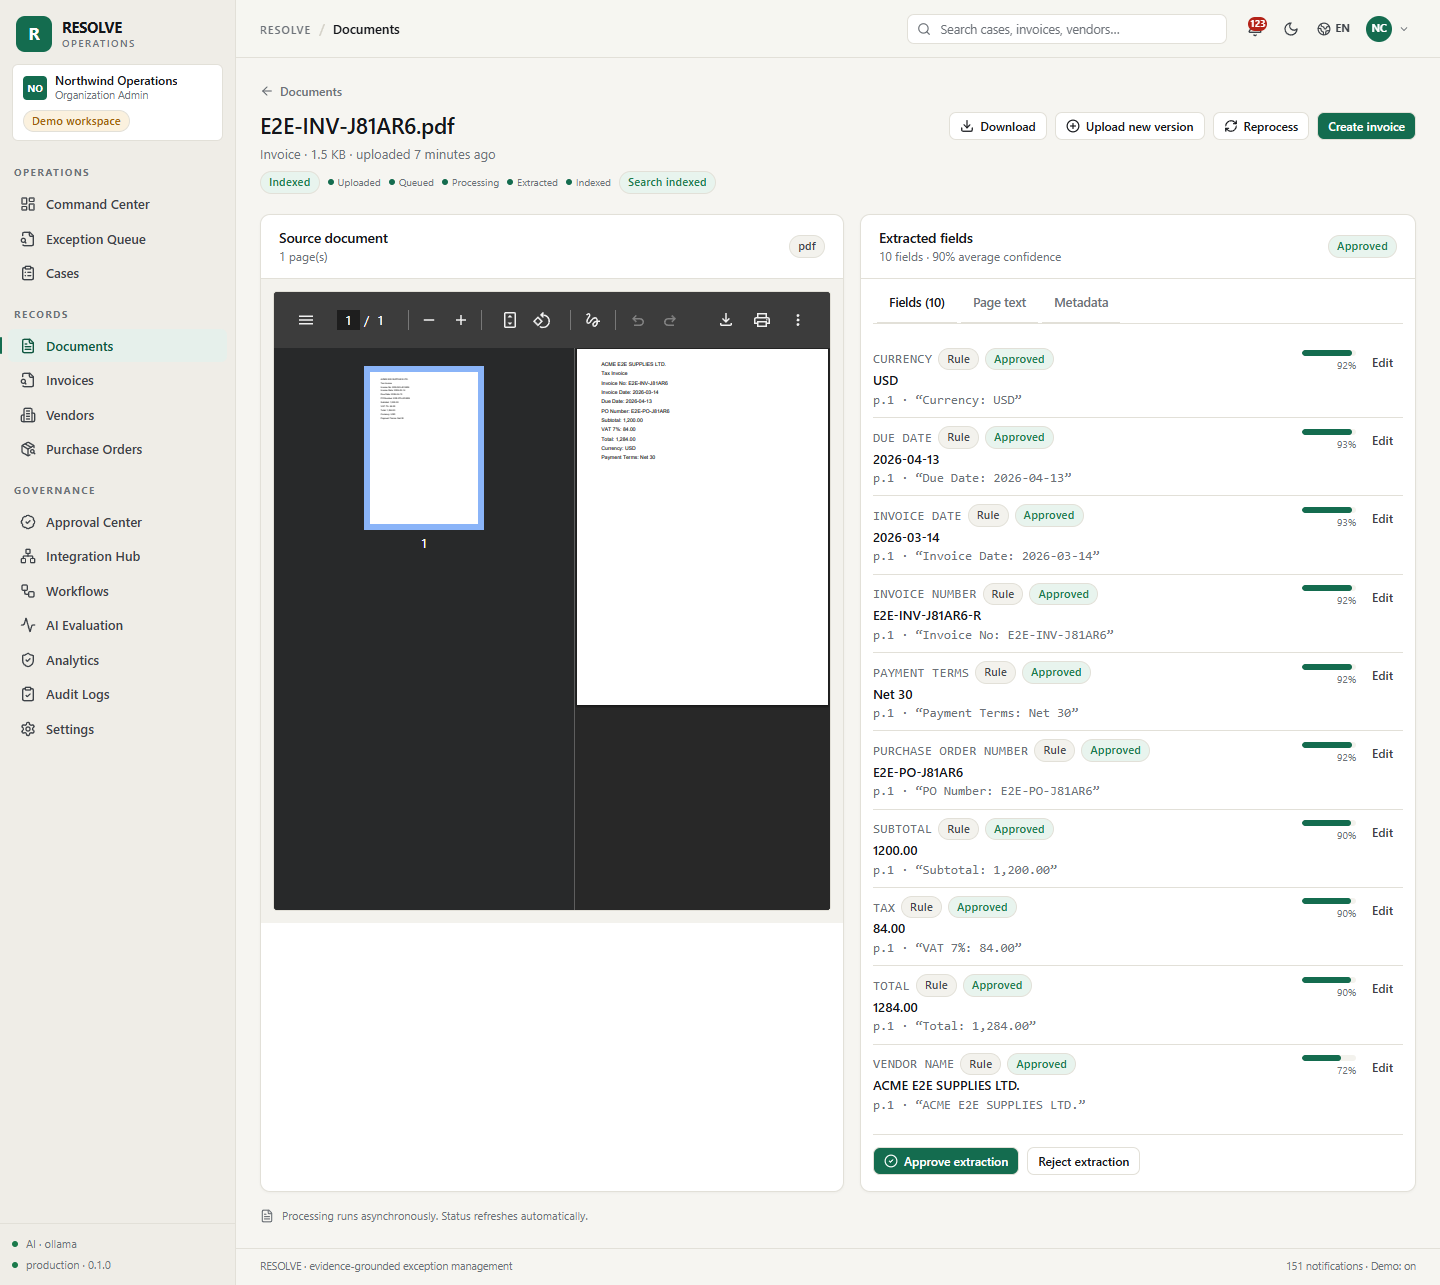 R
RESOLVE
OPERATIONS
NO
Northwind Operations
Organization Admin
Demo workspace
OPERATIONS
Command Center
Exception Queue
Cases
RECORDS
Documents
Invoices
Vendors
Purchase Orders
GOVERNANCE
Approval Center
Integration Hub
Workflows
AI Evaluation
Analytics
Audit Logs
Settings
AI · ollama
production · 0.1.0
RESOLVE / Documents
Search cases, invoices, vendors...
123
EN
NC
Documents
E2E-INV-J81AR6.pdf
Invoice · 1.5 KB · uploaded 7 minutes ago
Download
Upload new version
Reprocess
Create invoice
Indexed
Uploaded
Queued
Processing
Extracted
Indexed
Search indexed
Source document
1 page(s)
pdf
1 / 1
1
ACME E2E SUPPLIES LTD.
Tax Invoice
Invoice No: E2E-INV-J81AR6
Invoice Date: 2026-03-14
Due Date: 2026-04-13
PO Number: E2E-PO-J81AR6
Subtotal: 1,200.00
VAT 7%: 84.00
Total: 1,284.00
Currency: USD
Payment Terms: Net 30
Extracted fields
10 fields · 90% average confidence
Approved
Fields (10)
Page text
Metadata
CURRENCY Rule Approved
92% Edit
USD
p.1 · “Currency: USD”
DUE DATE Rule Approved
93% Edit
2026-04-13
p.1 · “Due Date: 2026-04-13”
INVOICE DATE Rule Approved
93% Edit
2026-03-14
p.1 · “Invoice Date: 2026-03-14”
INVOICE NUMBER Rule Approved
92% Edit
E2E-INV-J81AR6-R
p.1 · “Invoice No: E2E-INV-J81AR6”
PAYMENT TERMS Rule Approved
92% Edit
Net 30
p.1 · “Payment Terms: Net 30”
PURCHASE ORDER NUMBER Rule Approved
92% Edit
E2E-PO-J81AR6
p.1 · “PO Number: E2E-PO-J81AR6”
SUBTOTAL Rule Approved
90% Edit
1200.00
p.1 · “Subtotal: 1,200.00”
TAX Rule Approved
90% Edit
84.00
p.1 · “VAT 7%: 84.00”
TOTAL Rule Approved
90% Edit
1284.00
p.1 · “Total: 1,284.00”
VENDOR NAME Rule Approved
72% Edit
ACME E2E SUPPLIES LTD.
p.1 · “ACME E2E SUPPLIES LTD.”
Approve extraction
Reject extraction
Processing runs asynchronously. Status refreshes automatically.
RESOLVE · evidence-grounded exception management
151 notifications · Demo: on